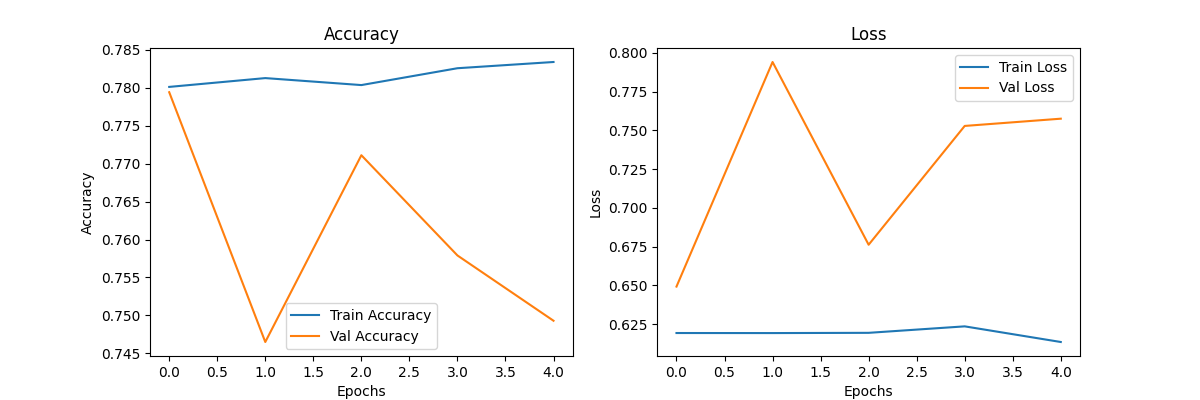 Accuracy
0.785
0.780
0.775
0.770
0.765
0.760
0.755
0.750
0.745
Accuracy
Train Accuracy
Val Accuracy
0.0 0.5 1.0 1.5 2.0 2.5 3.0 3.5 4.0
Epochs
Loss
0.800
0.775
0.750
0.725
0.700
0.675
0.650
0.625
Loss
Train Loss
Val Loss
0.0 0.5 1.0 1.5 2.0 2.5 3.0 3.5 4.0
Epochs